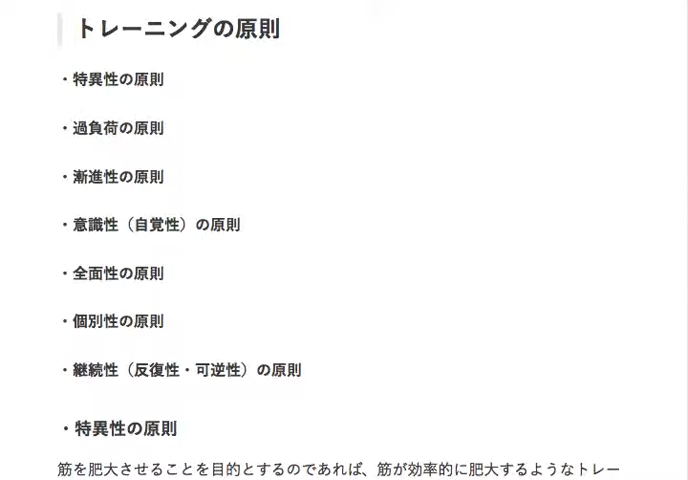 トレーニングの原則
・特異性の原則
・過負荷の原則
・漸進性の原則
・意識性（自覚性）の原則
・全面性の原則
・個別性の原則
・継続性（反復性・可逆性）の原則
・特異性の原則
筋を肥大させることを目的とするのであれば、筋が効率的に肥大するようなトレー